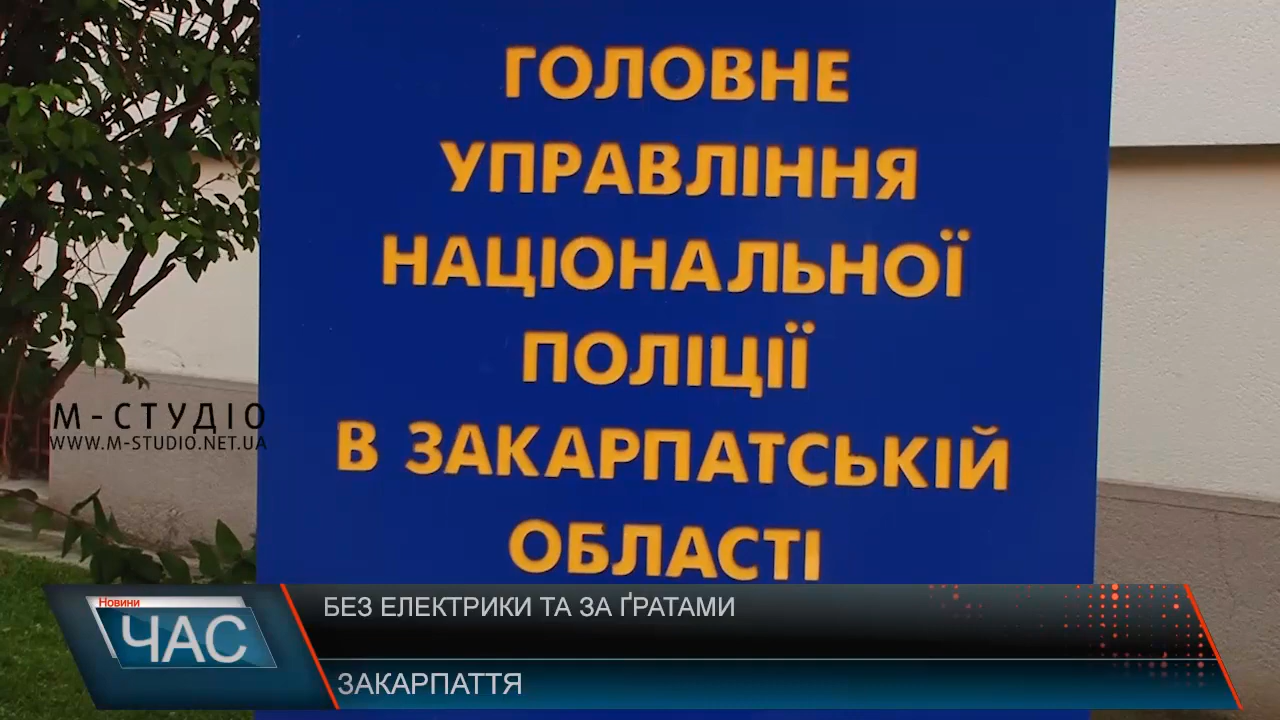 ГОЛОВНЕ
УПРАВЛІННЯ
НАЦІОНАЛЬНОЇ
ПОЛІЦІЇ
В ЗАКАРПАТСЬКІЙ
ОБЛАСТІ
М-СТУДІО
WWW.M-STUDIO.NET.UA
Новини
ЧАС
БЕЗ ЕЛЕКТРИКИ ТА ЗА ҐРАТАМИ
ЗАКАРПАТТЯ